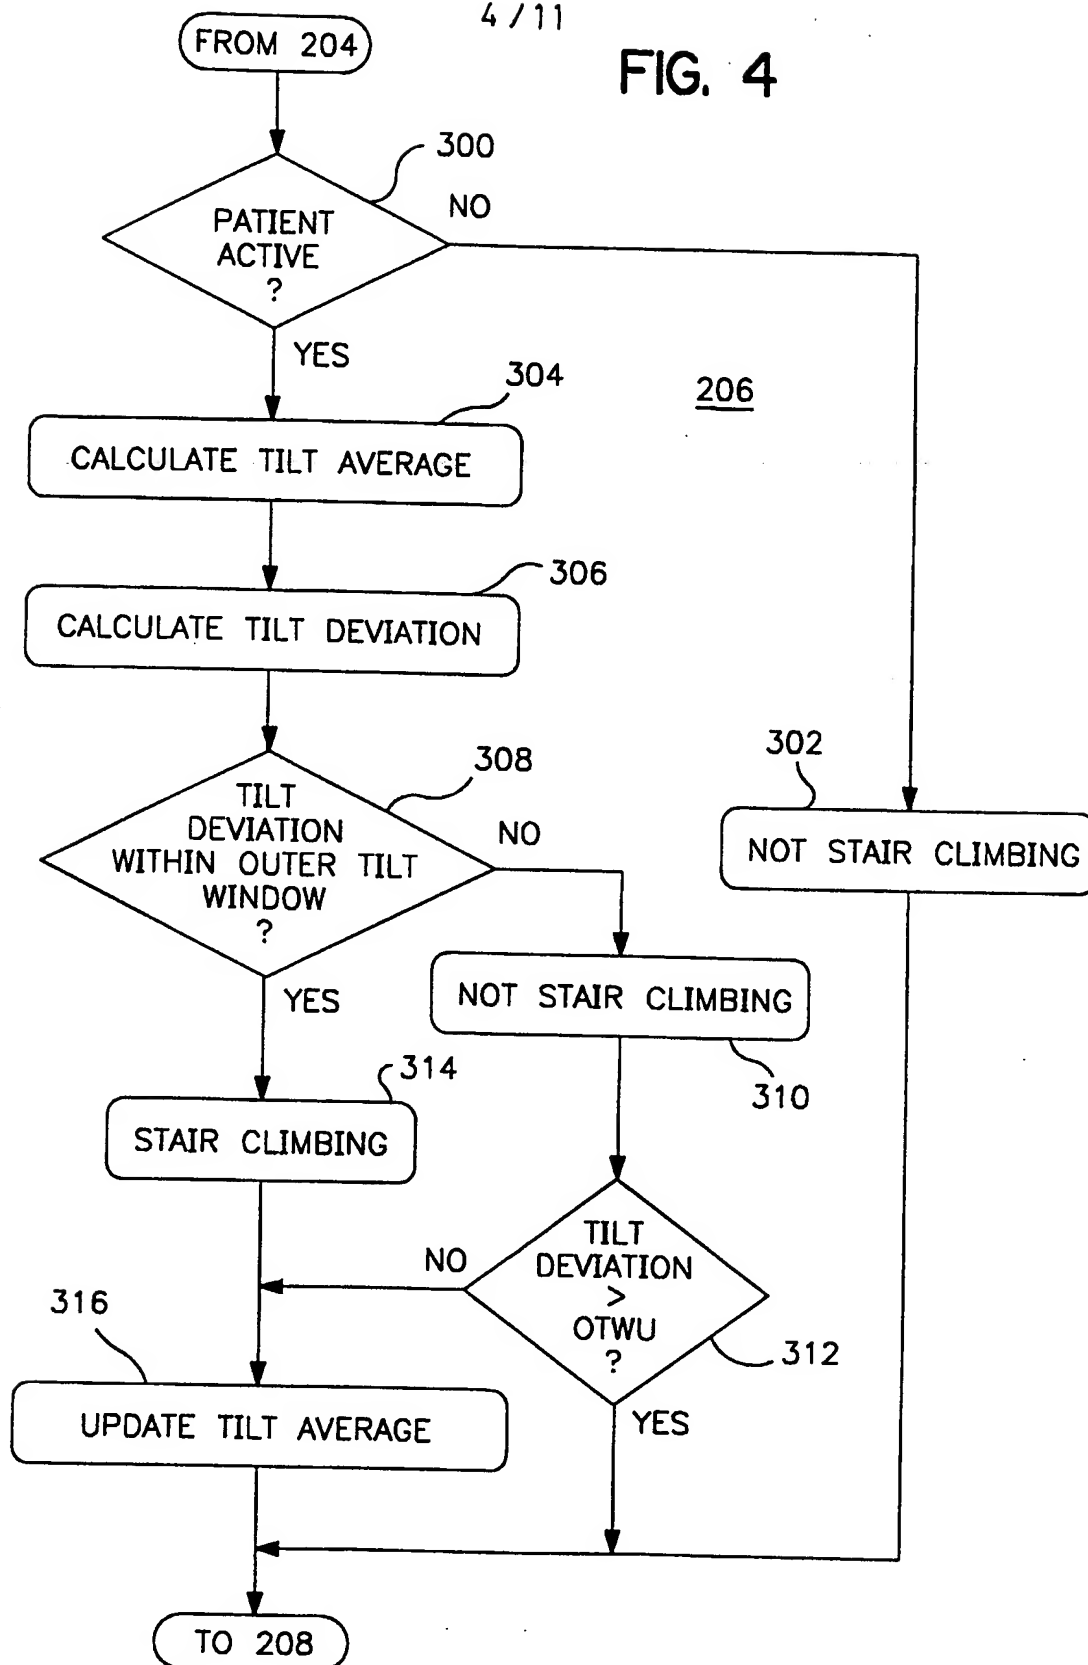 4/11
FIG. 4
FROM 204
300
PATIENT
ACTIVE
?
NO
YES
304
206
CALCULATE TILT AVERAGE
306
CALCULATE TILT DEVIATION
308
TILT
DEVIATION
WITHIN OUTER TILT
WINDOW
?
NO
302
NOT STAIR CLIMBING
YES
NOT STAIR CLIMBING
310
314
STAIR CLIMBING
TILT
DEVIATION
>
OTWU
?
NO
312
316
YES
UPDATE TILT AVERAGE
TO 208